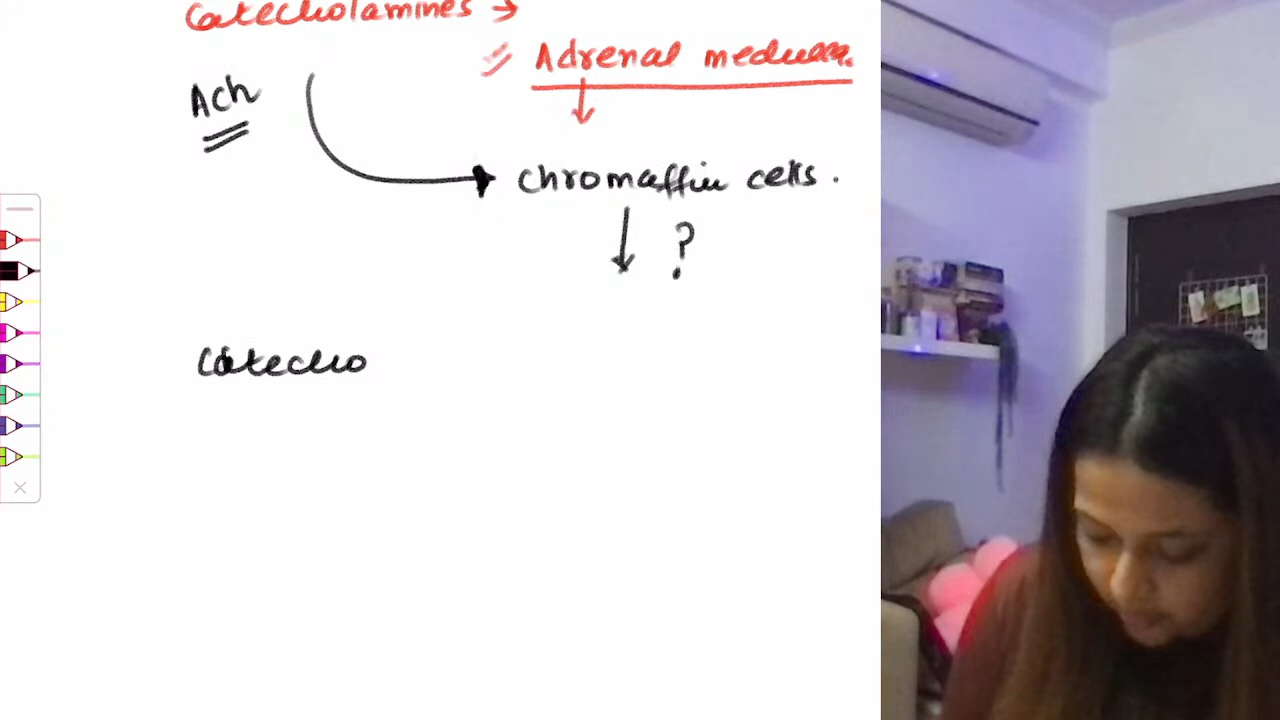 Catecholamines →
Adrenal medulla.
Ach
chromaffin cells.
?
Catecho